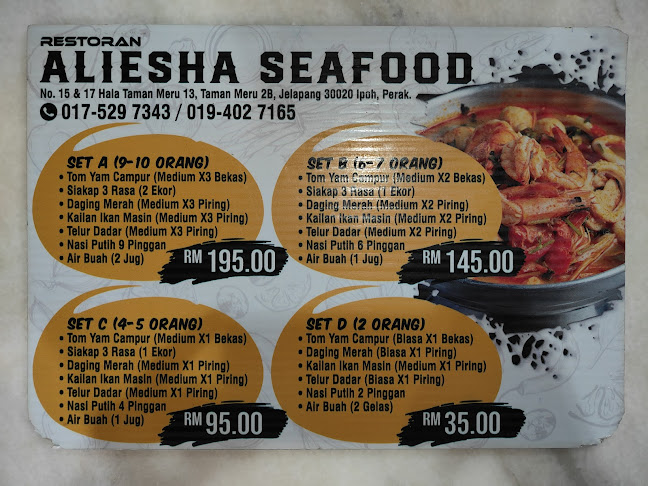 RESTORAN
ALIESHA SEAFOOD
No. 15 & 17 Hala Taman Meru 13, Taman Meru 2B, Jelapang 30020 Ipoh, Perak.
017-529 7343 / 019-402 7165
SET A (9-10 ORANG)
• Tom Yam Campur (Medium X3 Bekas)
• Siakap 3 Rasa (2 Ekor)
• Daging Merah (Medium X3 Piring)
• Kailan Ikan Masin (Medium X3 Piring)
• Telur Dadar (Medium X3 Piring)
• Nasi Putih 9 Pinggan
• Air Buah (2 Jug)
RM 195.00
SET B (6-7 ORANG)
• Tom Yam Campur (Medium X2 Bekas)
• Siakap 3 Rasa (1 Ekor)
• Daging Merah (Medium X2 Piring)
• Kailan Ikan Masin (Medium X2 Piring)
• Telur Dadar (Medium X2 Piring)
• Nasi Putih 6 Pinggan
• Air Buah (1 Jug)
RM 145.00
SET C (4-5 ORANG)
• Tom Yam Campur (Medium X1 Bekas)
• Siakap 3 Rasa (1 Ekor)
• Daging Merah (Medium X1 Piring)
• Kailan Ikan Masin (Medium X1 Piring)
• Telur Dadar (Medium X1 Piring)
• Nasi Putih 4 Pinggan
• Air Buah (1 Jug)
RM 95.00
SET D (2 ORANG)
• Tom Yam Campur (Biasa X1 Bekas)
• Daging Merah (Biasa X1 Piring)
• Kailan Ikan Masin (Biasa X1 Piring)
• Telur Dadar (Biasa X1 Piring)
• Nasi Putih 2 Pinggan
• Air Buah (2 Gelas)
RM 35.00